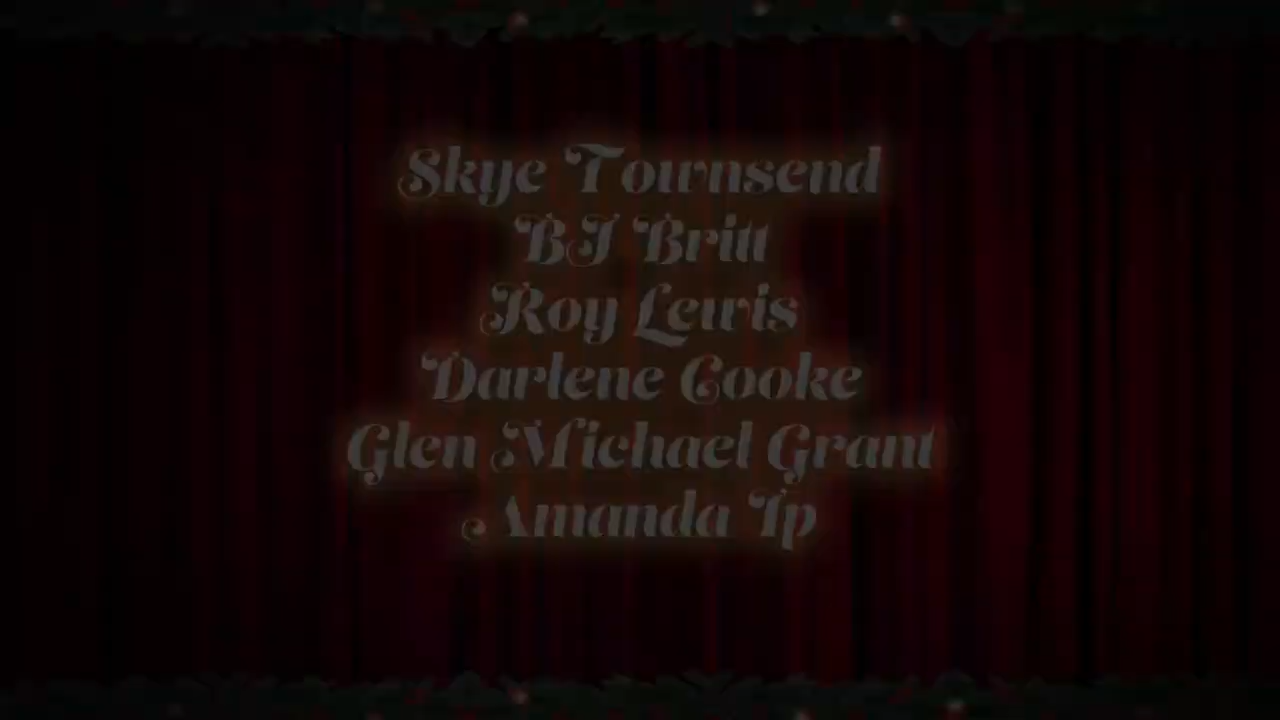 Skye Townsend
BJ Britt
Roy Lewis
Darlene Cooke
Glen Michael Grant
Amanda Ip